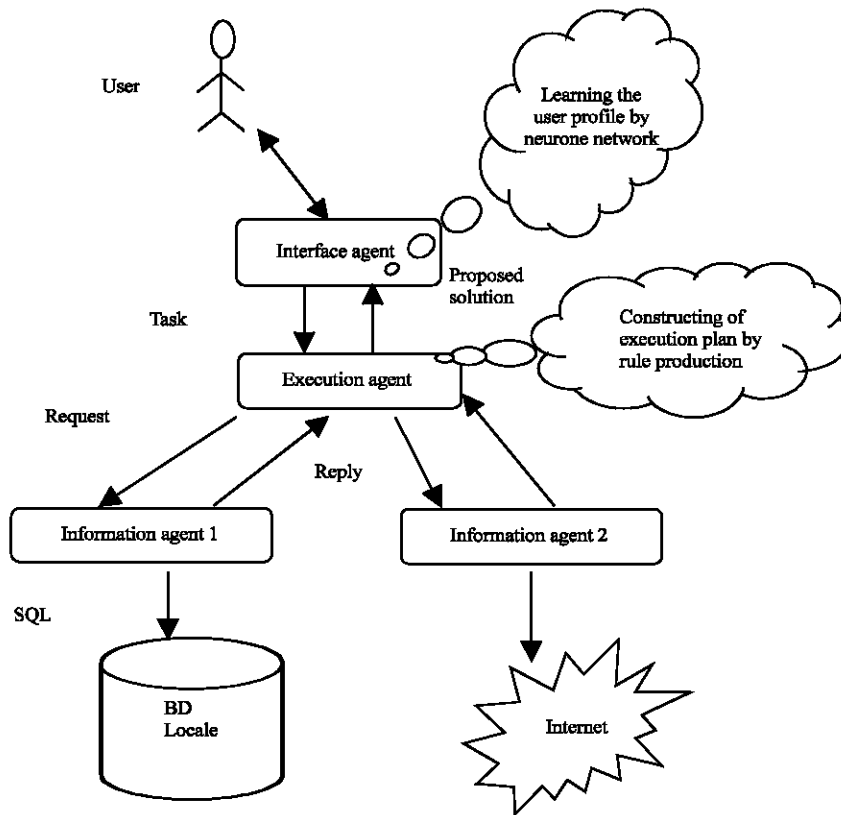 User
Learning the
user profile by
neurone network
Interface agent
Proposed
solution
Task
Constructing of
execution plan by
rule production
Execution agent
Request
Reply
Information agent 1
Information agent 2
SQL
BD
Locale
Internet